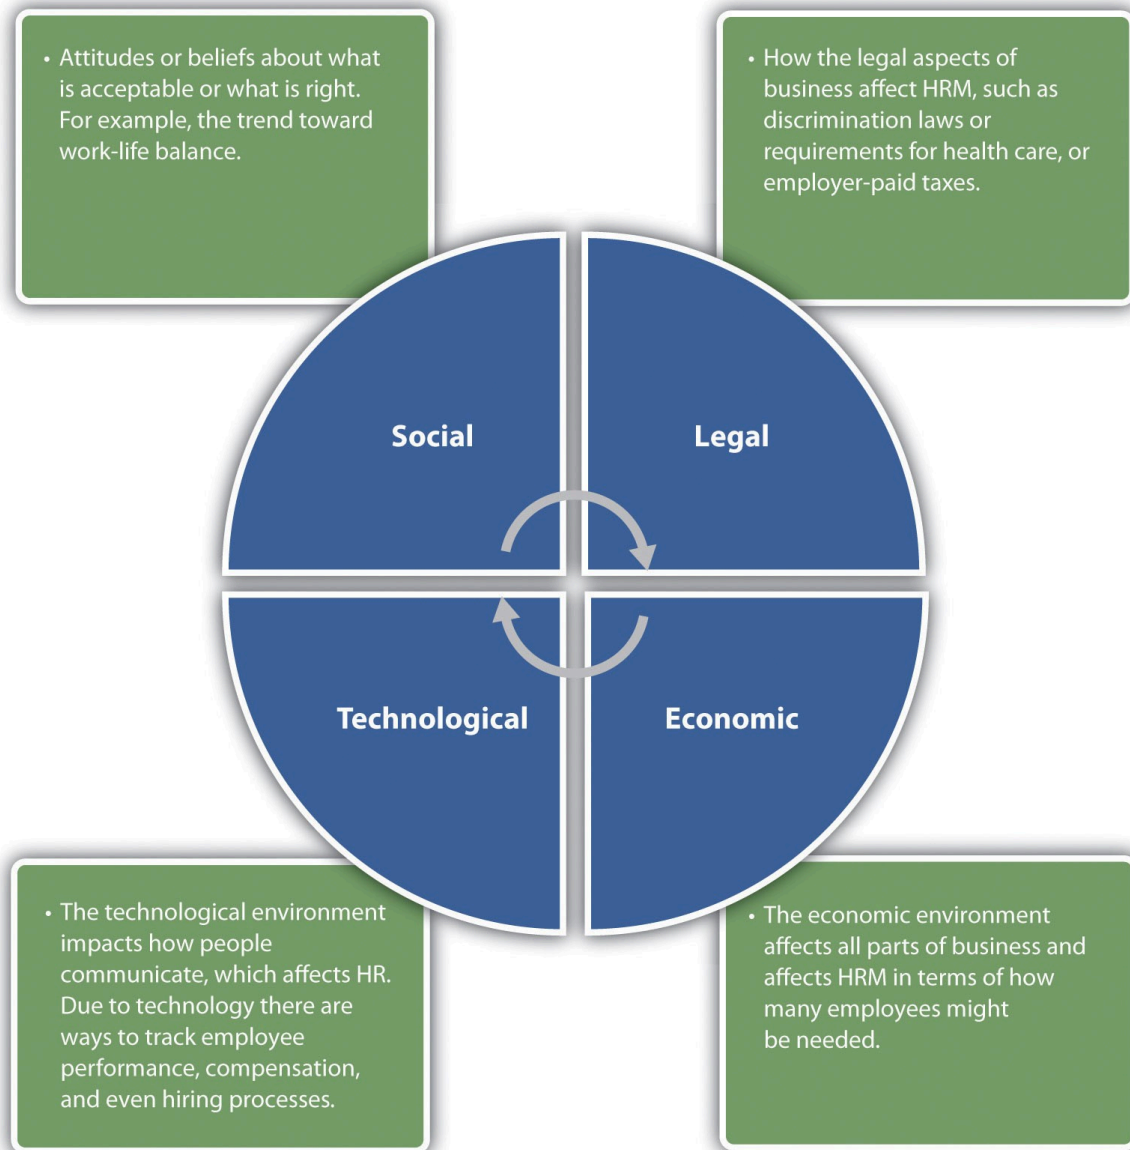 • Attitudes or beliefs about what
is acceptable or what is right.
For example, the trend toward
work-life balance.
• How the legal aspects of
business affect HRM, such as
discrimination laws or
requirements for health care, or
employer-paid taxes.
Social
Legal
Technological
Economic
• The technological environment
impacts how people
communicate, which affects HR.
Due to technology there are
ways to track employee
performance, compensation,
and even hiring processes.
• The economic environment
affects all parts of business and
affects HRM in terms of how
many employees might
be needed.